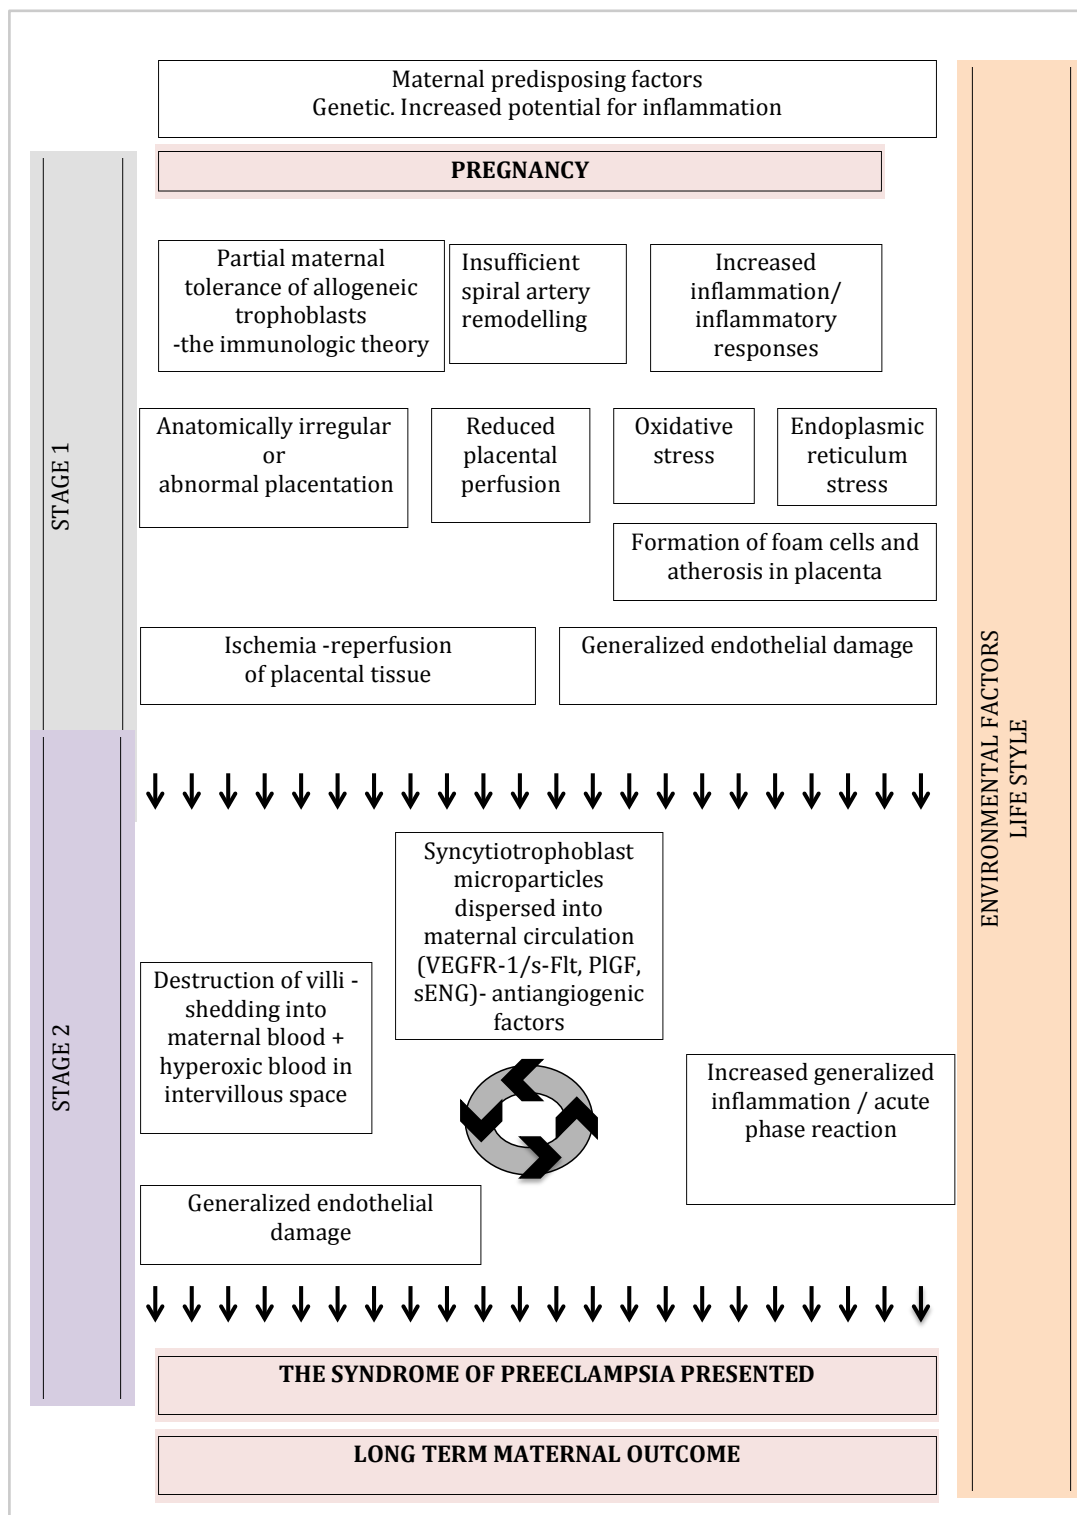 Maternal predisposing factors
Genetic. Increased potential for inflammation
PREGNANCY
STAGE 1
Partial maternal
tolerance of allogeneic
trophoblasts
-the immunologic theory
Insufficient
spiral artery
remodelling
Increased
inflammation/
inflammatory
responses
Anatomically irregular
or
abnormal placentation
Reduced
placental
perfusion
Oxidative
stress
Endoplasmic
reticulum
stress
Formation of foam cells and
atherosis in placenta
Ischemia -reperfusion
of placental tissue
Generalized endothelial damage
ENVIRONMENTAL FACTORS
LIFE STYLE
STAGE 2
Syncytiotrophoblast
microparticles
dispersed into
maternal circulation
(VEGFR-1/s-Flt, PlGF,
sENG)- antiangiogenic
factors
Destruction of villi -
shedding into
maternal blood +
hyperoxic blood in
intervillous space
Increased generalized
inflammation / acute
phase reaction
Generalized endothelial
damage
THE SYNDROME OF PREECLAMPSIA PRESENTED
LONG TERM MATERNAL OUTCOME